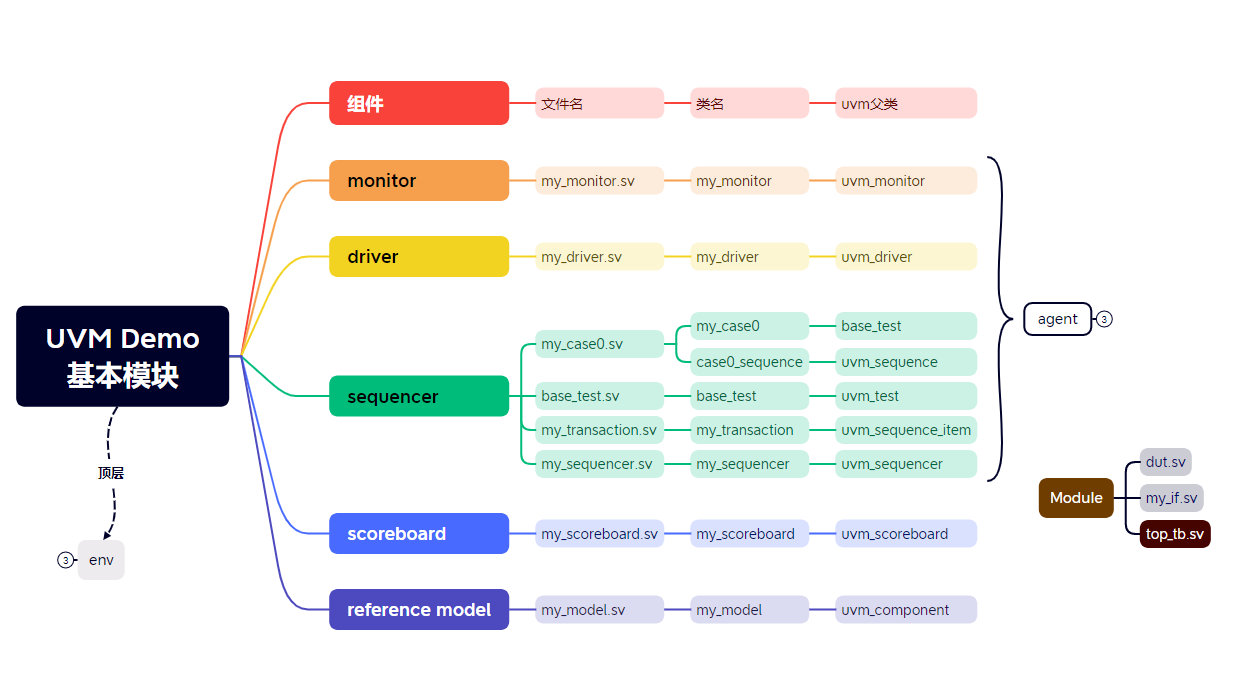 UVM Demo
基本模块
顶层
env
3
组件
文件名
类名
uvm父类
monitor
my_monitor.sv
my_monitor
uvm_monitor
driver
my_driver.sv
my_driver
uvm_driver
sequencer
my_case0.sv
my_case0
base_test
case0_sequence
uvm_sequence
base_test.sv
base_test
uvm_test
my_transaction.sv
my_transaction
uvm_sequence_item
my_sequencer.sv
my_sequencer
uvm_sequencer
scoreboard
my_scoreboard.sv
my_scoreboard
uvm_scoreboard
reference model
my_model.sv
my_model
uvm_component
agent
3
Module
dut.sv
my_if.sv
top_tb.sv